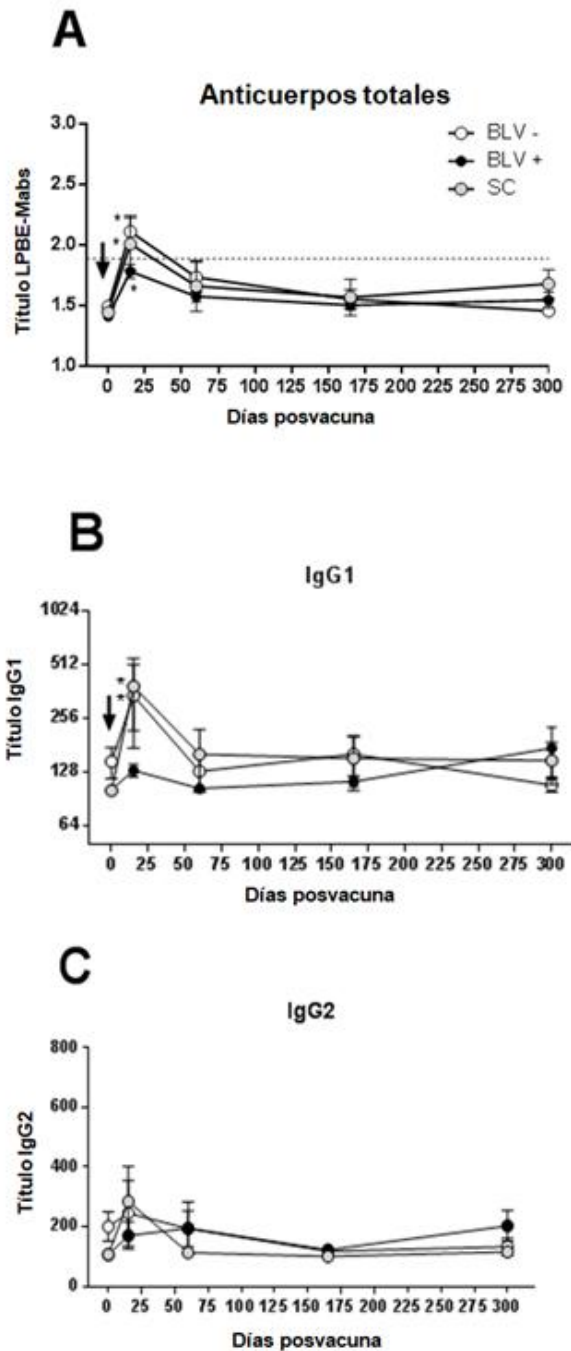 A
Anticuerpos totales
3.0
2.5
2.0
1.5
1.0
Título LPBE-Mabs
BLV -
BLV +
SC
*
*
*
0 25 50 75 100 125 150 175 200 225 250 275 300
Días posvacuna
B
IgG1
1024
512
256
128
64
Título IgG1
*
*
0 25 50 75 100 125 150 175 200 225 250 275 300
Días posvacuna
C
IgG2
800
600
400
200
0
Título IgG2
0 25 50 75 100 125 150 175 200 225 250 275 300
Días posvacuna